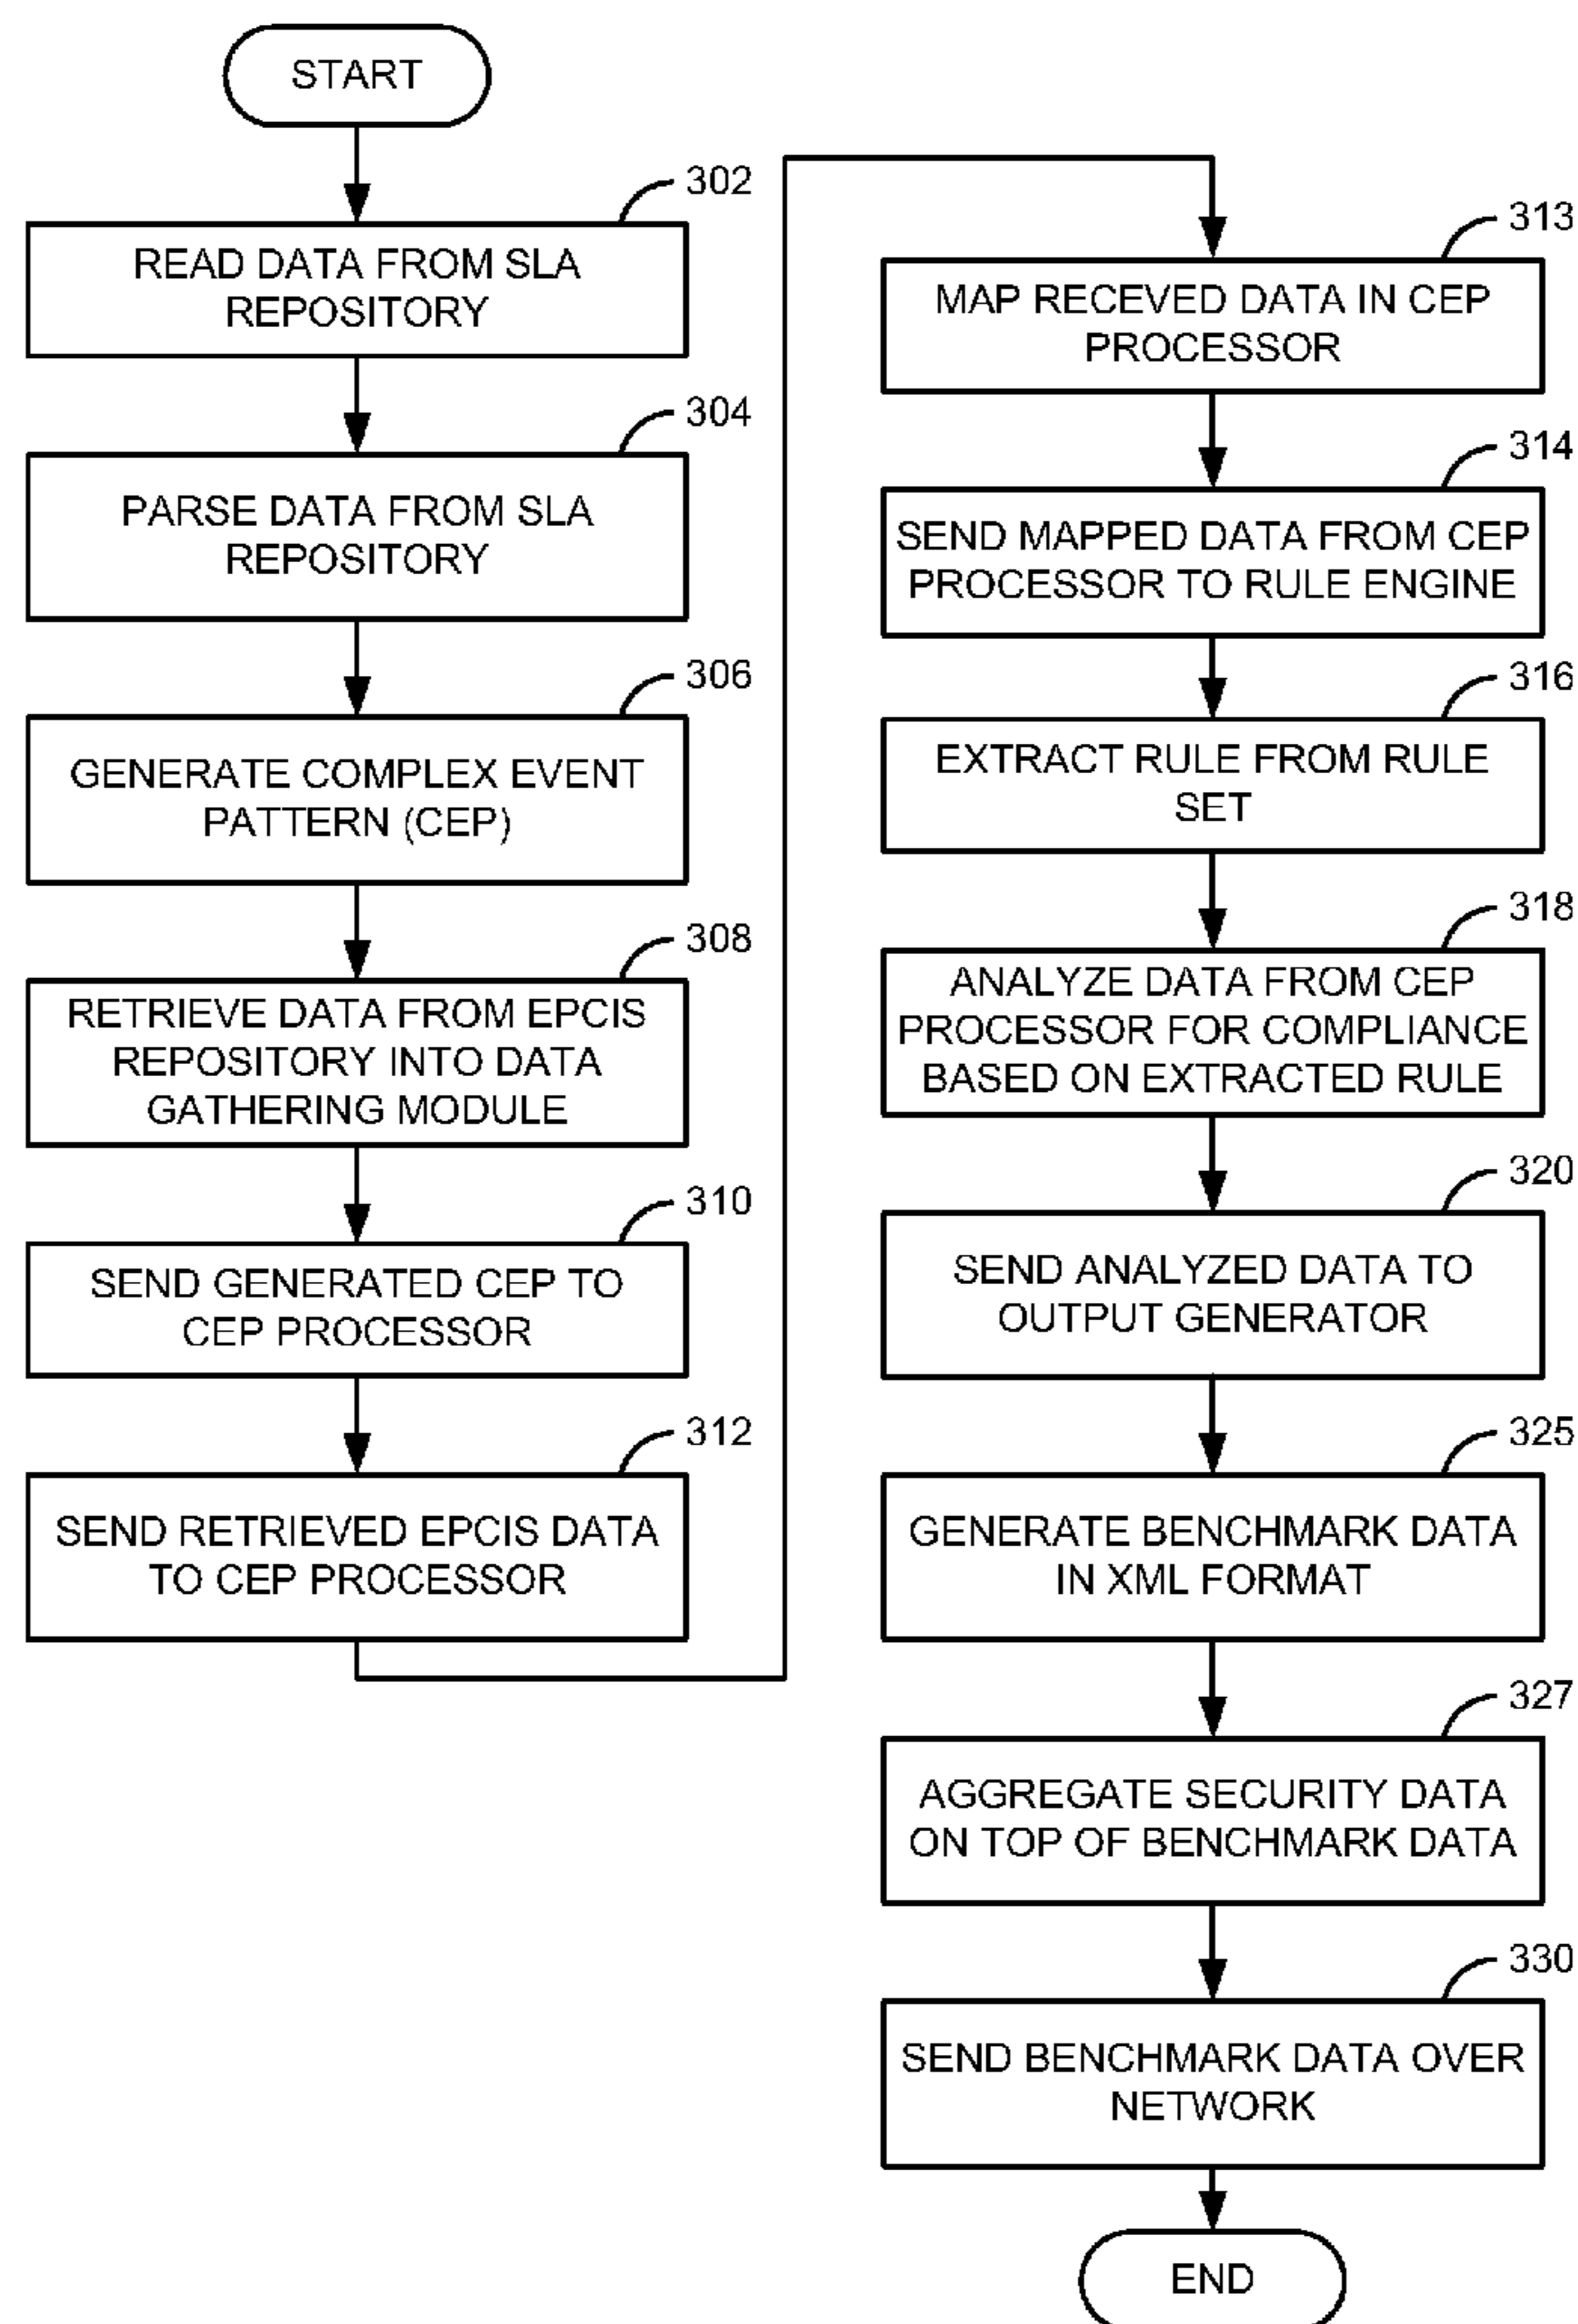 START
302
READ DATA FROM SLA
REPOSITORY
304
PARSE DATA FROM SLA
REPOSITORY
306
GENERATE COMPLEX EVENT
PATTERN (CEP)
308
RETRIEVE DATA FROM EPCIS
REPOSITORY INTO DATA
GATHERING MODULE
310
SEND GENERATED CEP TO
CEP PROCESSOR
312
SEND RETRIEVED EPCIS DATA
TO CEP PROCESSOR
313
MAP RECEVED DATA IN CEP
PROCESSOR
314
SEND MAPPED DATA FROM CEP
PROCESSOR TO RULE ENGINE
316
EXTRACT RULE FROM RULE
SET
318
ANALYZE DATA FROM CEP
PROCESSOR FOR COMPLIANCE
BASED ON EXTRACTED RULE
320
SEND ANALYZED DATA TO
OUTPUT GENERATOR
325
GENERATE BENCHMARK DATA
IN XML FORMAT
327
AGGREGATE SECURITY DATA
ON TOP OF BENCHMARK DATA
330
SEND BENCHMARK DATA OVER
NETWORK
END